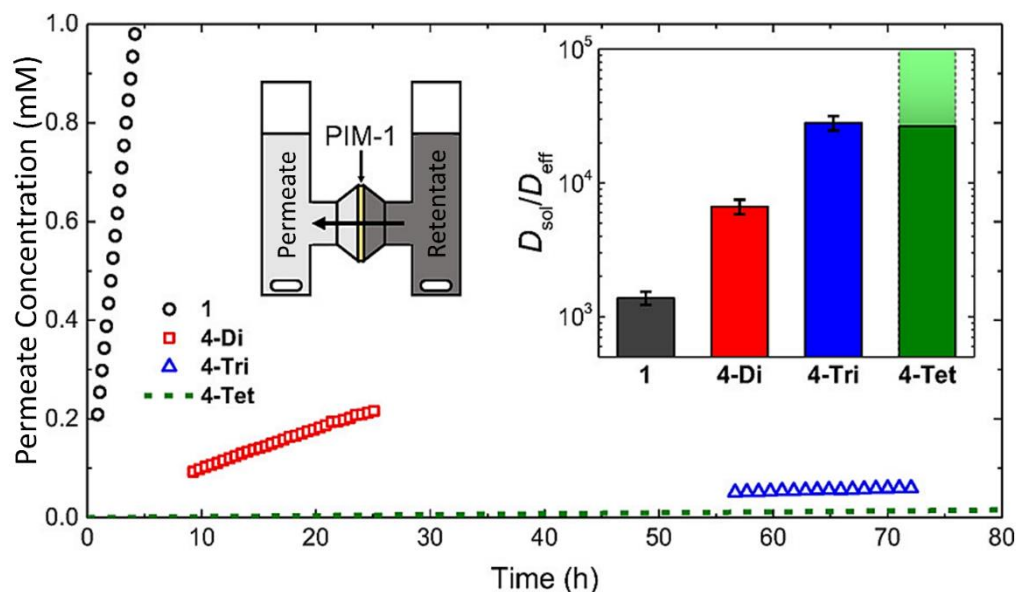 Permeate Concentration (mM)
1.0
0.8
0.6
0.4
0.2
0.0
0
10
20
30
40
50
60
70
80
Time (h)
1
4-Di
4-Tri
4-Tet
PIM-1
Permeate
Retentate
D_sol/D_eff
10^5
10^4
10^3
1
4-Di
4-Tri
4-Tet